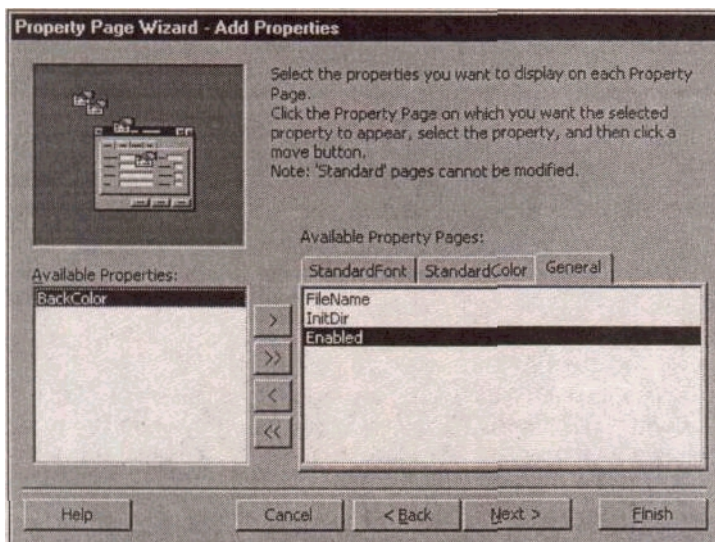 Property Page Wizard - Add Properties
Select the properties you want to display on each Property
Page.
Click the Property Page on which you want the selected
property to appear, select the property, and then click a
move button.
Note: 'Standard' pages cannot be modified.
Available Property Pages:
Available Properties:
StandardFont StandardColor General
BackColor
FileName
InitDir
Enabled
>
>>
<
<<
Help Cancel < Back Next > Finish